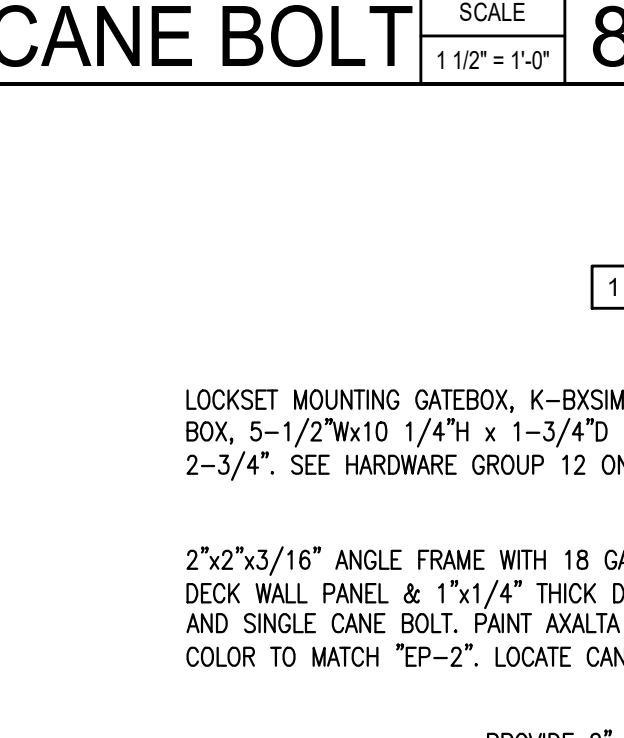 CANE BOLT
SCALE
1 1/2" = 1'-0"
8
1
LOCKSET MOUNTING GATEBOX, K-BXSIM
BOX, 5-1/2"Wx10 1/4"H x 1-3/4"D
2-3/4". SEE HARDWARE GROUP 12 ON
2"x2"x3/16" ANGLE FRAME WITH 18 GA
DECK WALL PANEL & 1"x1/4" THICK D
AND SINGLE CANE BOLT. PAINT AXALTA
COLOR TO MATCH "EP-2". LOCATE CAN